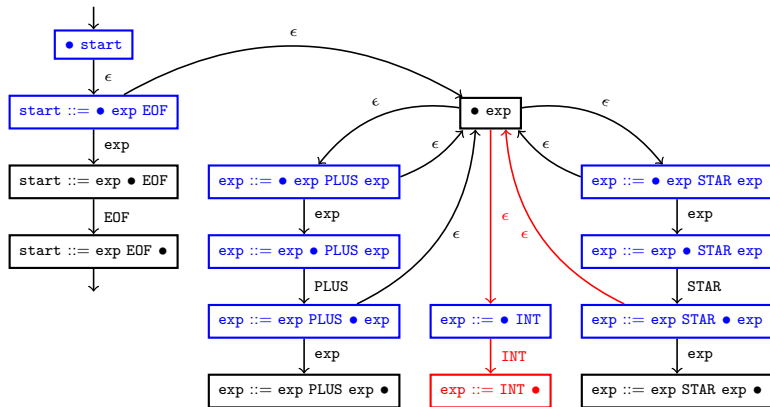 ● start
ϵ
ϵ
start ::= ● exp EOF
● exp
ϵ
ϵ
exp
ϵ
ϵ
start ::= exp ● EOF
exp ::= ● exp PLUS exp
exp ::= ● exp STAR exp
EOF
exp
ϵ
ϵ
ϵ
exp
start ::= exp EOF ●
exp ::= exp ● PLUS exp
exp ::= exp ● STAR exp
PLUS
STAR
exp ::= exp PLUS ● exp
exp ::= ● INT
exp ::= exp STAR ● exp
exp
INT
exp
exp ::= exp PLUS exp ●
exp ::= INT ●
exp ::= exp STAR exp ●